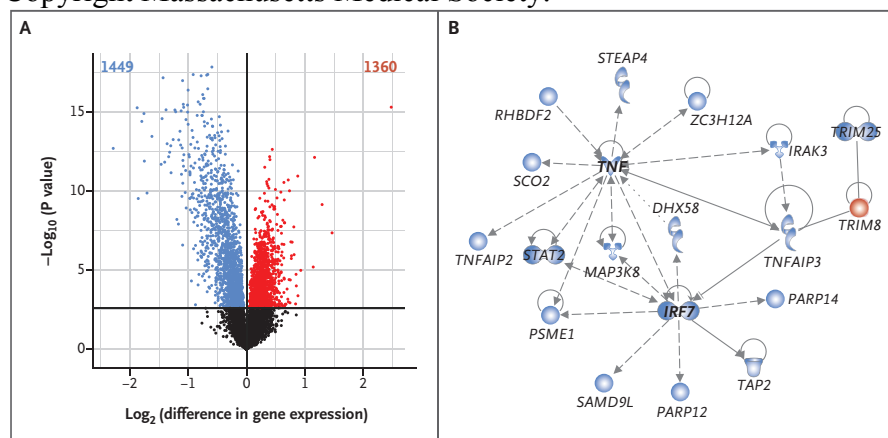 Copyright Massachusetts Medical Society.
A
1449
1360
15
10
5
0
−Log10 (P value)
−2
−1
0
1
2
Log2 (difference in gene expression)
B
STEAP4
RHBDF2
ZC3H12A
TRIM25
IRAK3
TNF
SCO2
DHX58
TRIM8
TNFAIP2
STAT2
MAP3K8
TNFAIP3
PARP14
IRF7
PSME1
TAP2
SAMD9L
PARP12